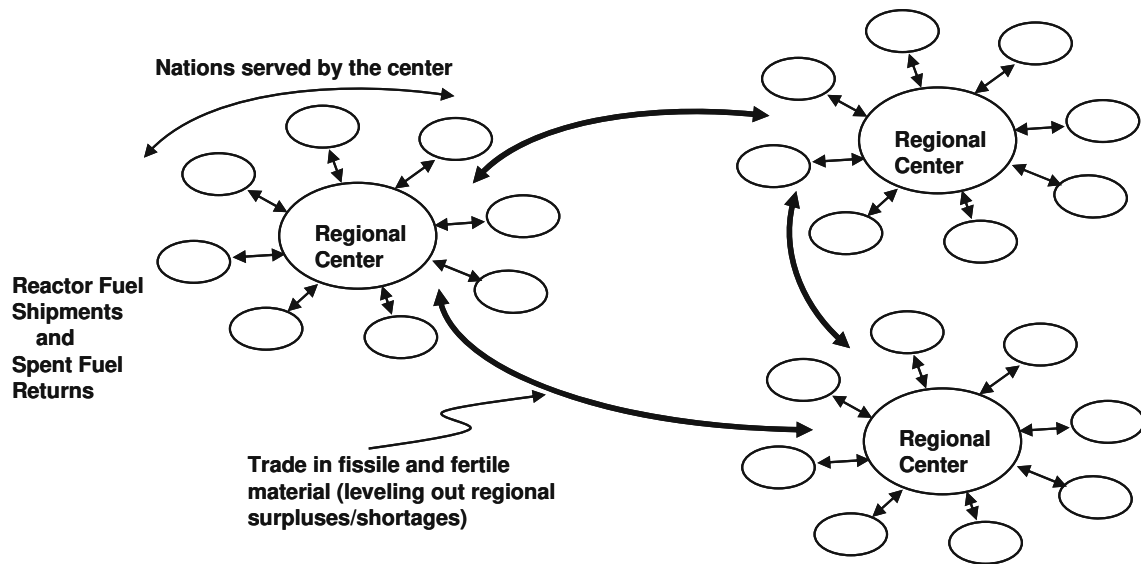 Nations served by the center
Regional
Center
Regional
Center
Reactor Fuel
Shipments
and
Spent Fuel
Returns
Regional
Center
Trade in fissile and fertile
material (leveling out regional
surpluses/shortages)